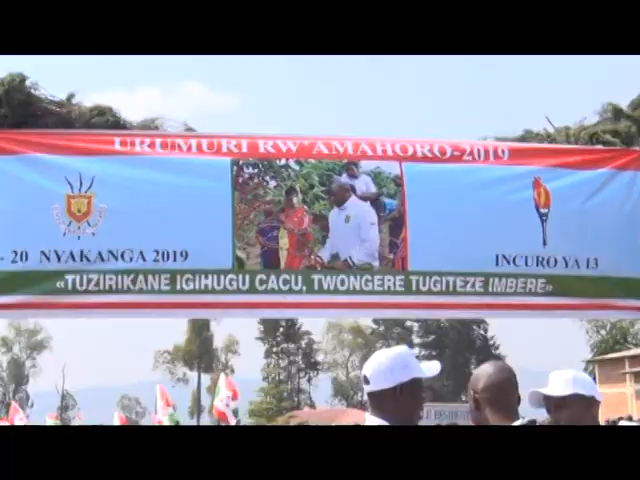 URUMURI RW'AMAHORO-2019
- 20 NYAKANGA 2019
INCURO YA 13
“TUZIRIKANE IGIHUGU CACU, TWONGERE TUGITEZE IMBERE”